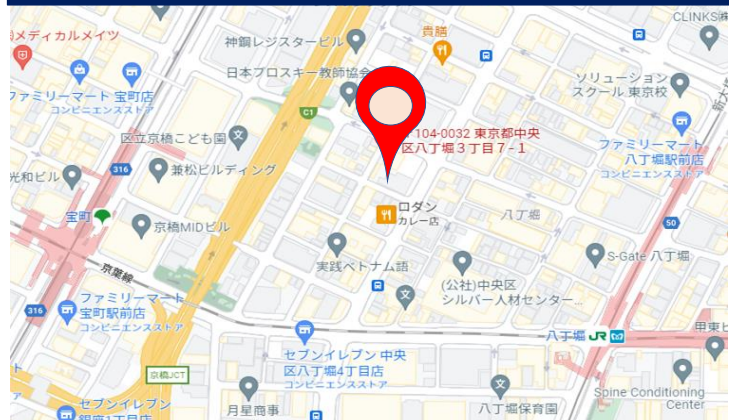 CLINKS㈱
メディカルメイツ
神鋼レジスタービル
貴膳
日本プロスキー教師協会
ソリューション
スクール 東京校
ファミリーマート 宝町店
コンビニエンスストア
C1
〒104-0032 東京都中央
区八丁堀3丁目7-1
新大
区立京橋こども園
ファミリーマート
八丁堀駅前店
コンビニエンスストア
316
兼松ビルディング
光和ビル
宝町
ロダン
カレー店
八丁堀
50
京橋MIDビル
S-Gate 八丁堀
実践ベトナム語
京葉線
(公社)中央区
シルバー人材センター...
ファミリーマート
宝町駅前店
コンビニエンスストア
316
八丁堀 JR
甲東ビ
セブンイレブン 中央
区八丁堀4丁目店
コンビニエンスストア
京橋JCT
Spine Conditioning
Center
セブンイレブン
銀座1丁目店
月星商事
八丁堀保育園